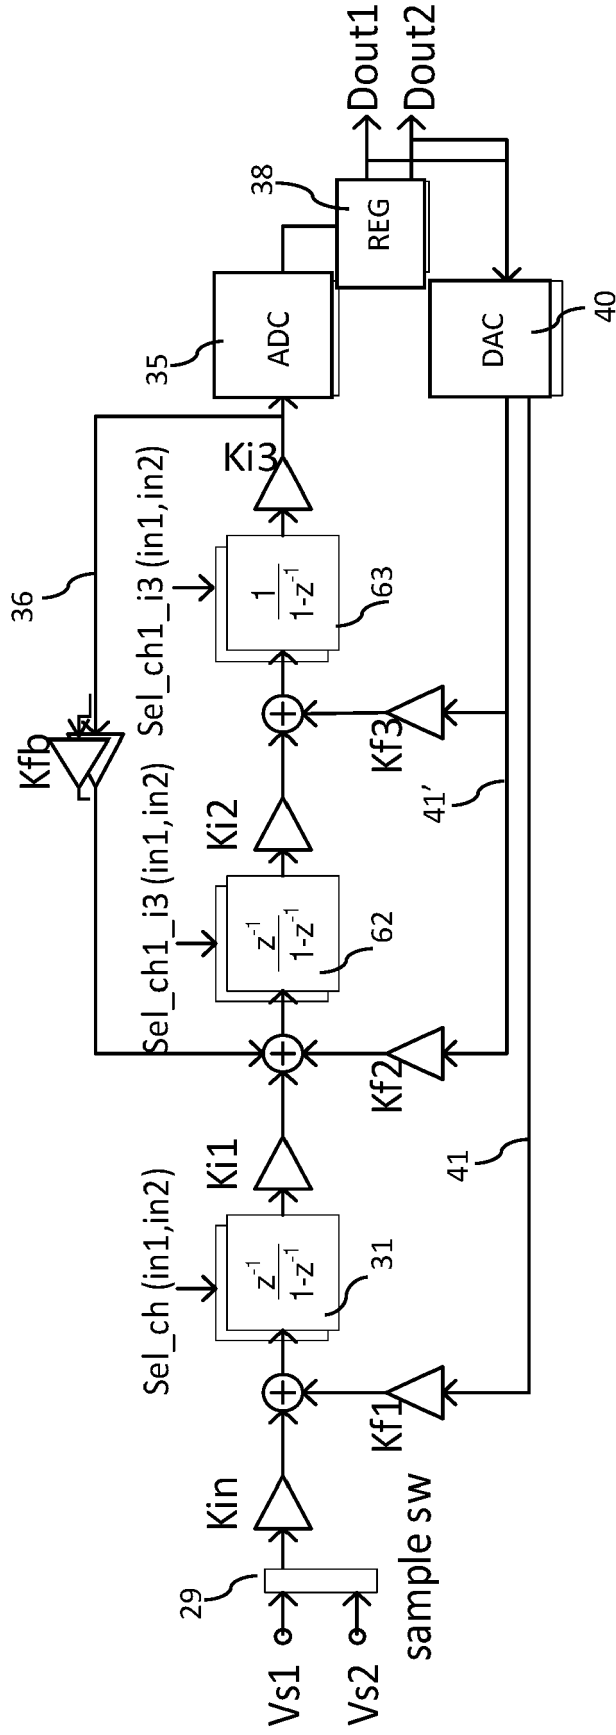 Vs1
Vs2
29
sample sw
Kin
Kf1
Sel_ch (in1,in2)
z-1
1-z-1
31
Ki1
Kf2
Sel_ch1_i3 (in1,in2)
z-1
1-z-1
62
Ki2
Kf3
Sel_ch1_i3 (in1,in2)
1
1-z-1
63
Ki3
Kfb
36
35
ADC
38
REG
Dout1
Dout2
DAC
40
41'
41